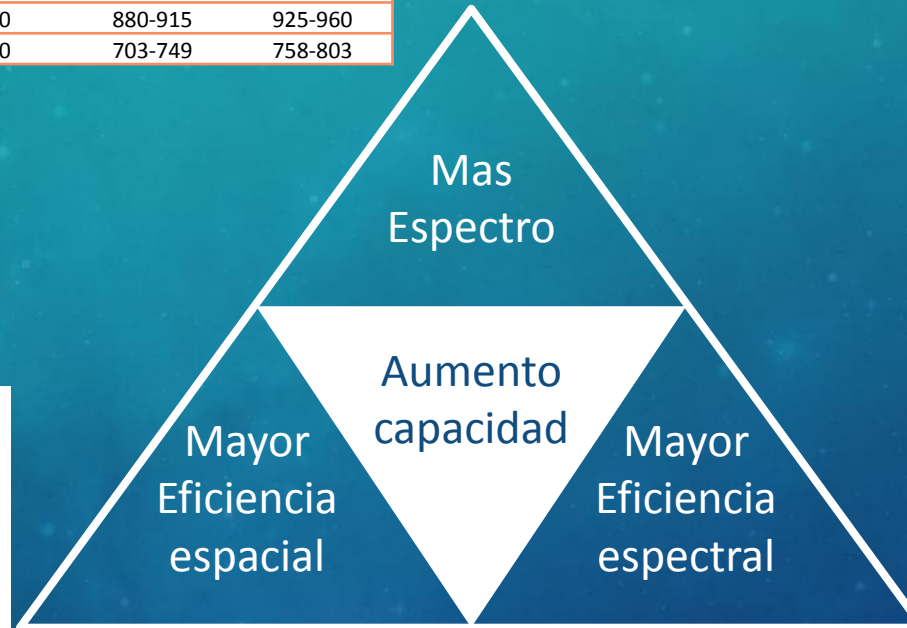 0 880-915 925-960
0 703-749 758-803
Mas
Espectro
Aumento
capacidad
Mayor
Eficiencia
espacial
Mayor
Eficiencia
espectral